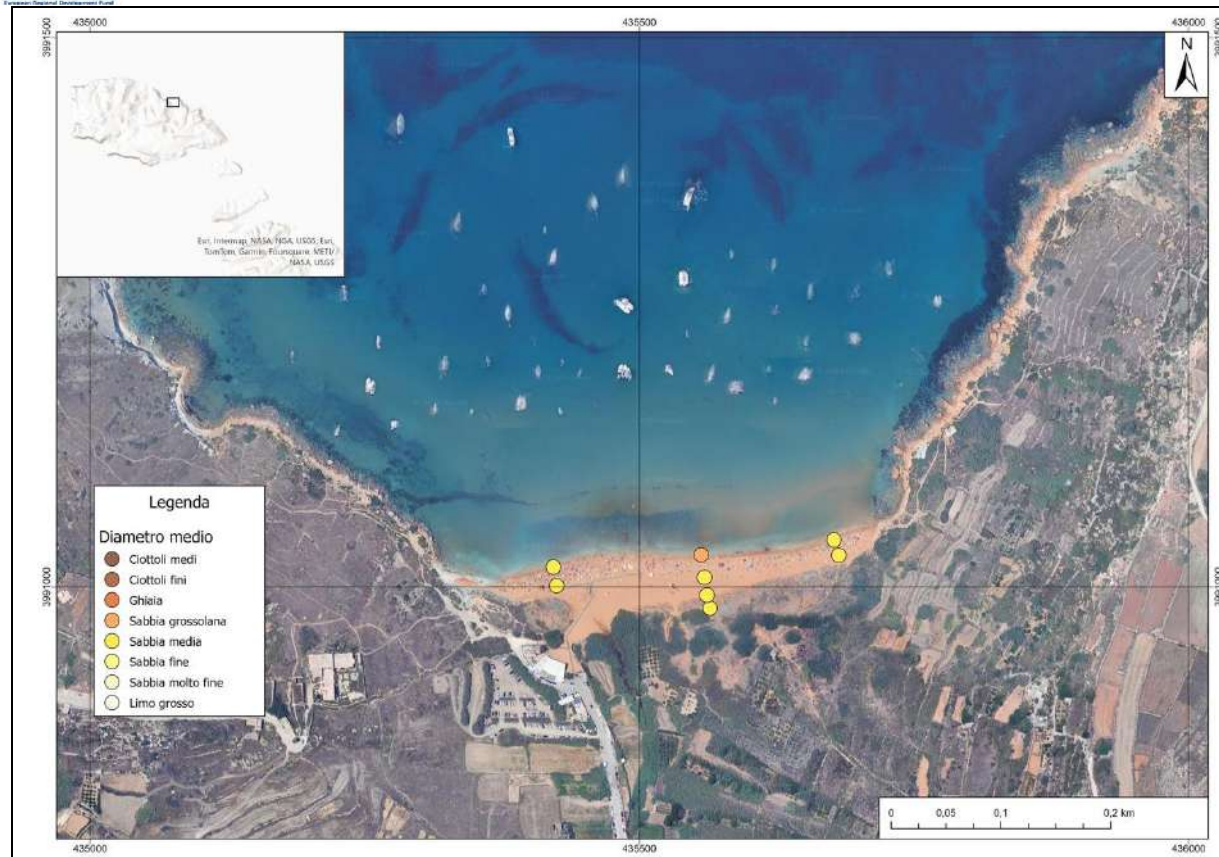 European Regional Development Fund
435000
435500
436000
3991500
3991500
N
Esri, Intermap, NASA, NGA, USGS; Esri,
TomTom, Garmin, Foursquare, METI/
NASA, USGS
Legenda
Diametro medio
Ciottoli medi
Ciottoli fini
Ghiaia
Sabbia grossolana
Sabbia media
Sabbia fine
Sabbia molto fine
Limo grosso
3991000
3991000
0 0,05 0,1 0,2 km
435000
435500
436000